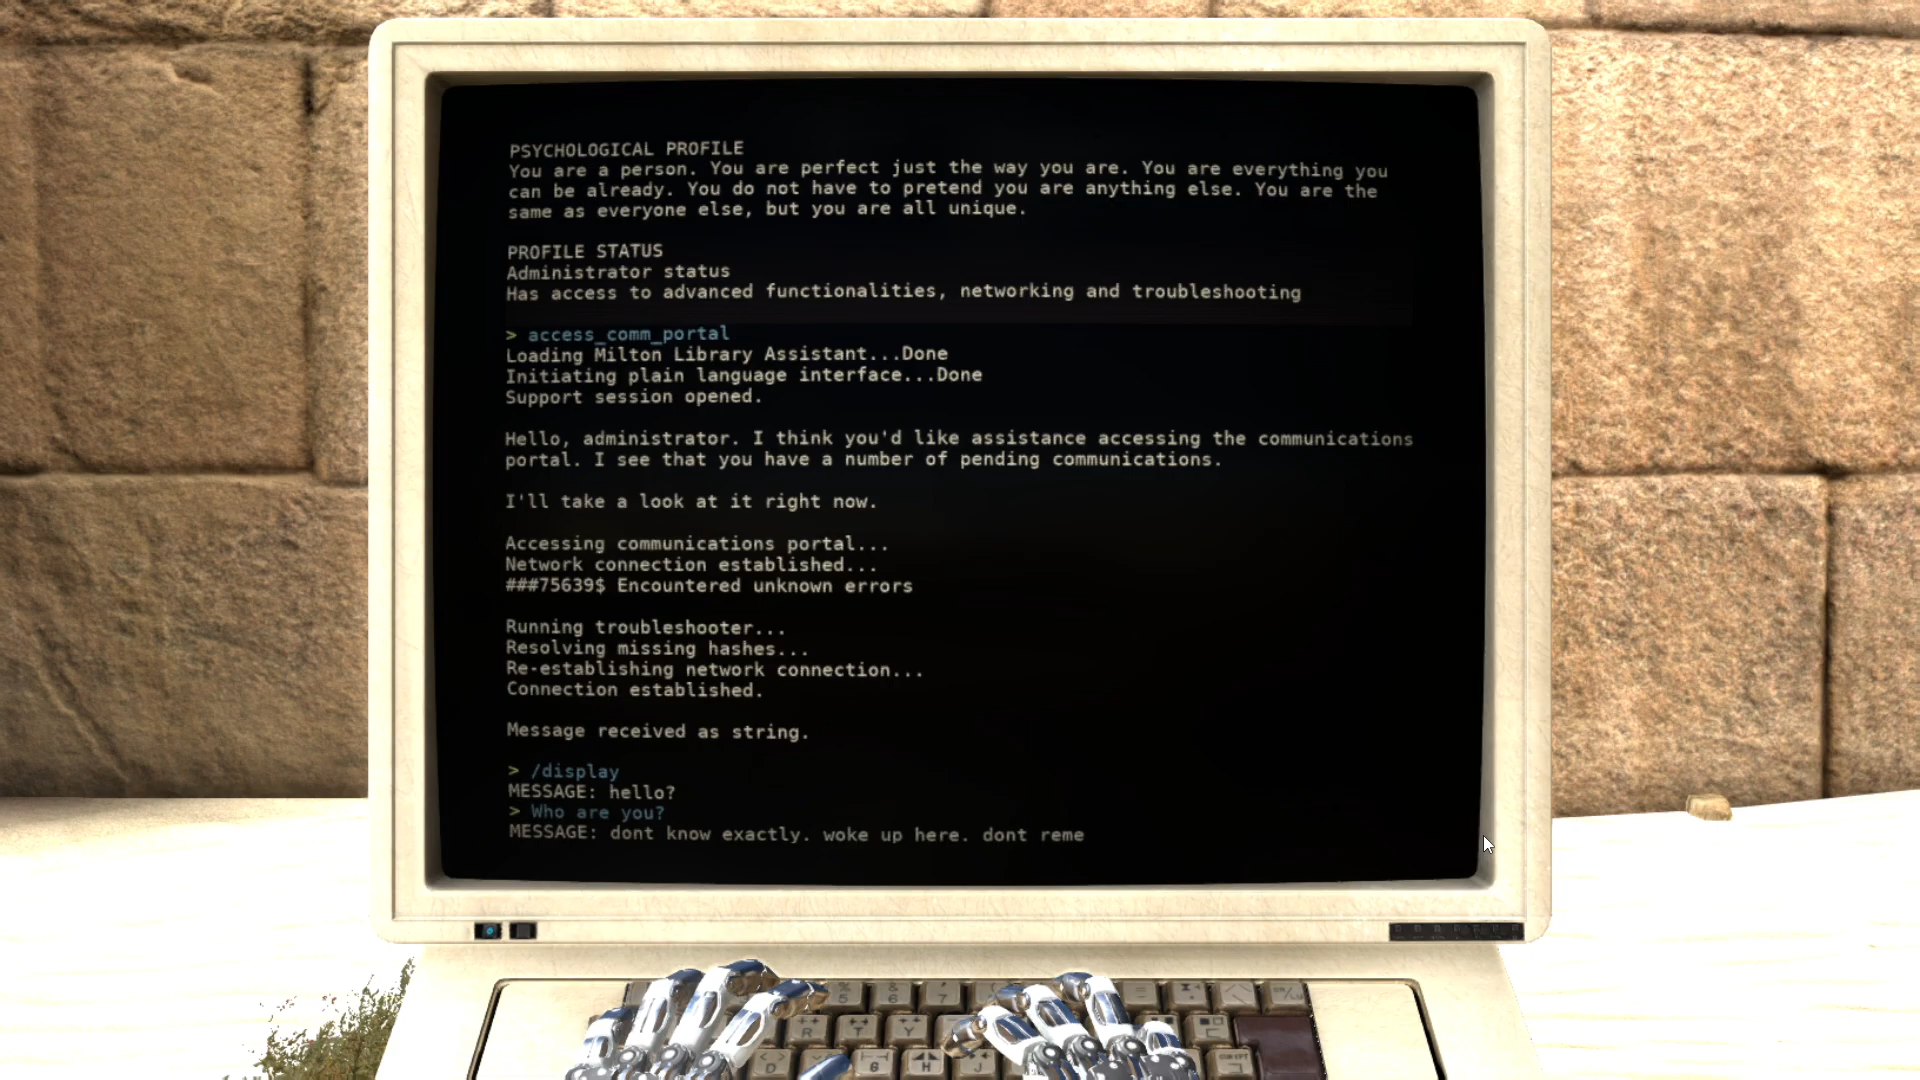 PSYCHOLOGICAL PROFILE
You are a person. You are perfect just the way you are. You are everything you
can be already. You do not have to pretend you are anything else. You are the
same as everyone else, but you are all unique.
PROFILE STATUS
Administrator status
Has access to advanced functionalities, networking and troubleshooting
> access_comm_portal
Loading Milton Library Assistant...Done
Initiating plain language interface...Done
Support session opened.
Hello, administrator. I think you'd like assistance accessing the communications
portal. I see that you have a number of pending communications.
I'll take a look at it right now.
Accessing communications portal...
Network connection established...
###75639$ Encountered unknown errors
Running troubleshooter...
Resolving missing hashes...
Re-establishing network connection...
Connection established.
Message received as string.
> /display
MESSAGE: hello?
> Who are you?
MESSAGE: dont know exactly. woke up here. dont reme
5 6 7
R T Y
D G H J